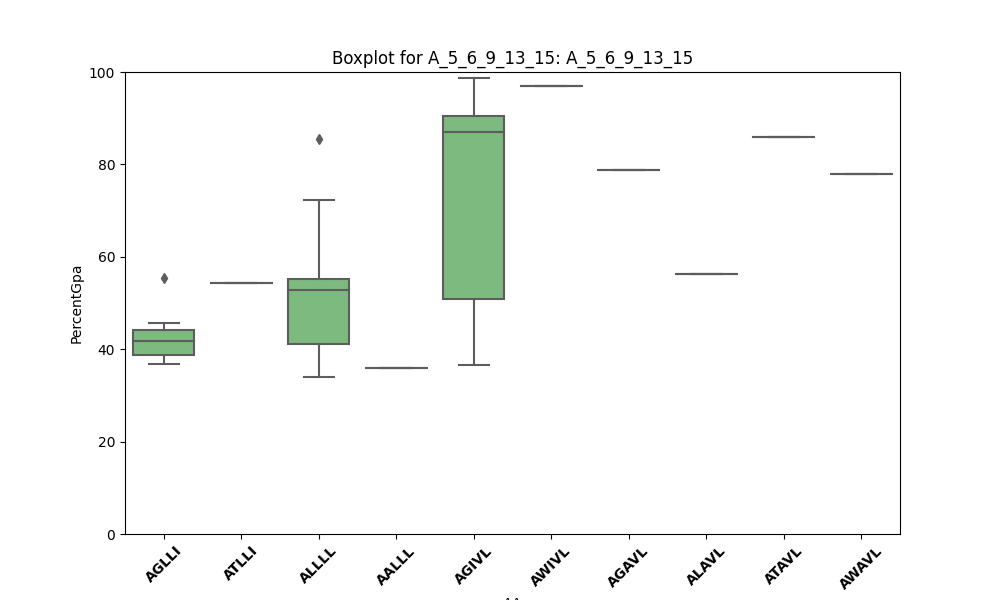 Boxplot for A_5_6_9_13_15: A_5_6_9_13_15
PercentGpa
100
80
60
40
20
0
AGLLI
ATLLI
ALLLL
AALLL
AGIVL
AWIVL
AGAVL
ALAVL
ATAVL
AWAVL